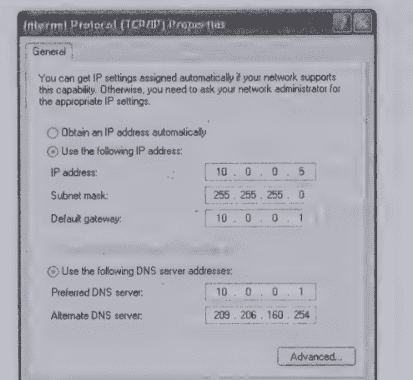 Internet Protocol (TCP/IP) Properties
General
You can get IP settings assigned automatically if your network supports
this capability. Otherwise, you need to ask your network administrator for
the appropriate IP settings.
Obtain an IP address automatically
Use the following IP address:
IP address: 10 . 0 . 0 . 5
Subnet mask: 255 . 255 . 255 . 0
Default gateway: 10 . 0 . 0 . 1
Use the following DNS server addresses:
Preferred DNS server: 10 . 0 . 0 . 1
Alternate DNS server: 209 . 206 . 160 . 254
Advanced...